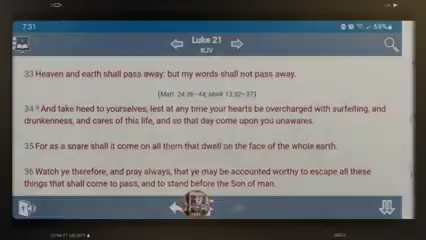 7:31
69%
Luke 21
KJV
33 Heaven and earth shall pass away: but my words shall not pass away.
(Matt. 24:36-44, Mark 13:32-37)
34 And take heed to yourselves, lest at any time your hearts be overcharged with surfeiting, and
drunkenness, and cares of this life, and so that day come upon you unawares.
35 For as a snare shall it come on all them that dwell on the face of the whole earth.
36 Watch ye therefore, and pray always, that ye may be accounted worthy to escape all these
things that shall come to pass, and to stand before the Son of man.